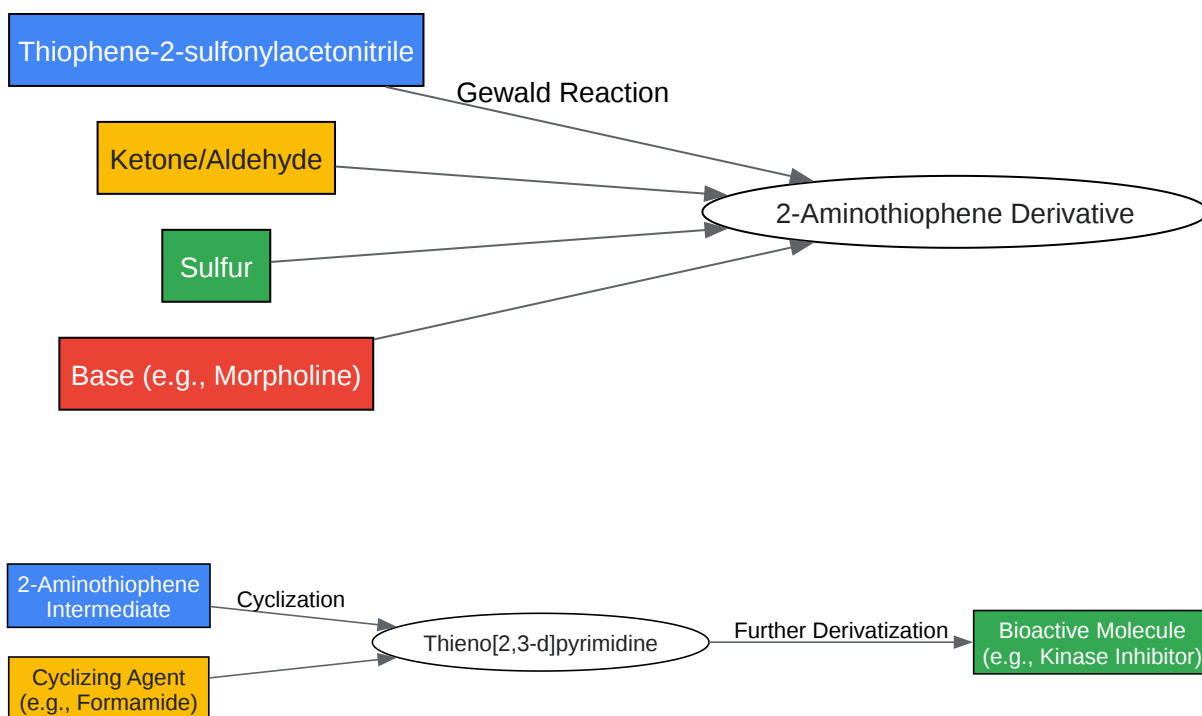 Thiophene-2-sulfonylacetonitrile
Gewald Reaction
Ketone/Aldehyde
2-Aminothiophene Derivative
Sulfur
Base (e.g., Morpholine)
2-Aminothiophene
Intermediate
Cyclization
Thieno[2,3-d]pyrimidine
Further Derivatization
Bioactive Molecule
(e.g., Kinase Inhibitor)
Cyclizing Agent
(e.g., Formamide)